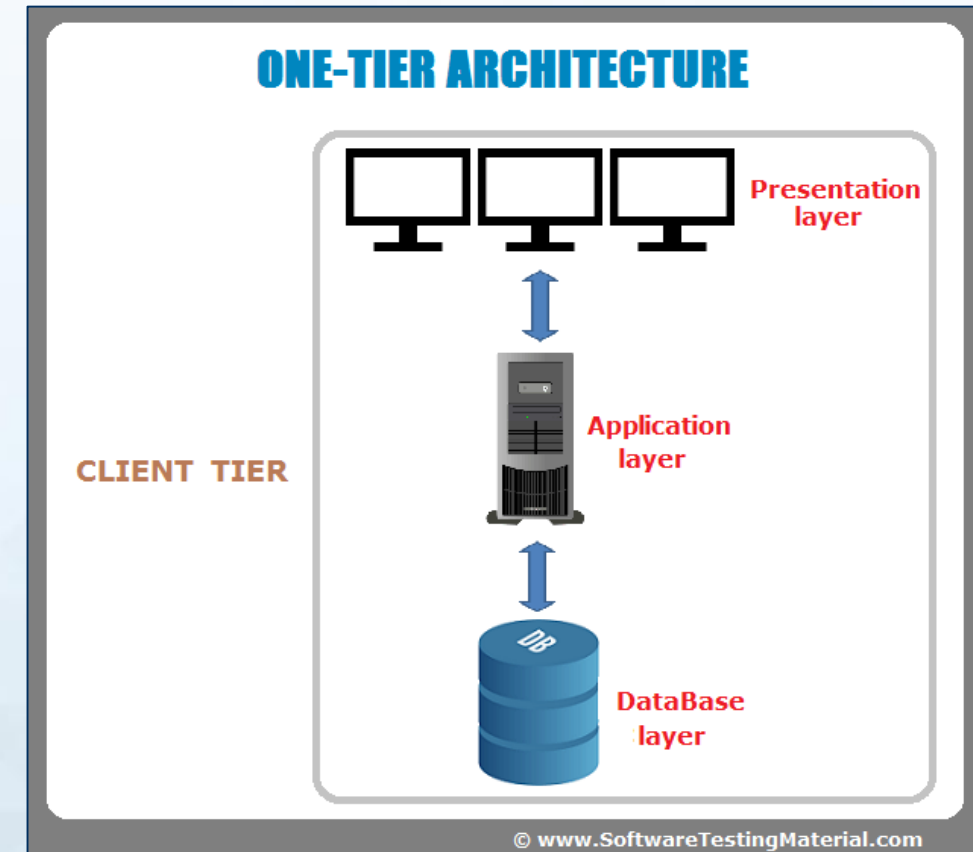 ONE-TIER ARCHITECTURE
Presentation
layer
Application
layer
CLIENT TIER
DB
DataBase
layer
© www.SoftwareTestingMaterial.com